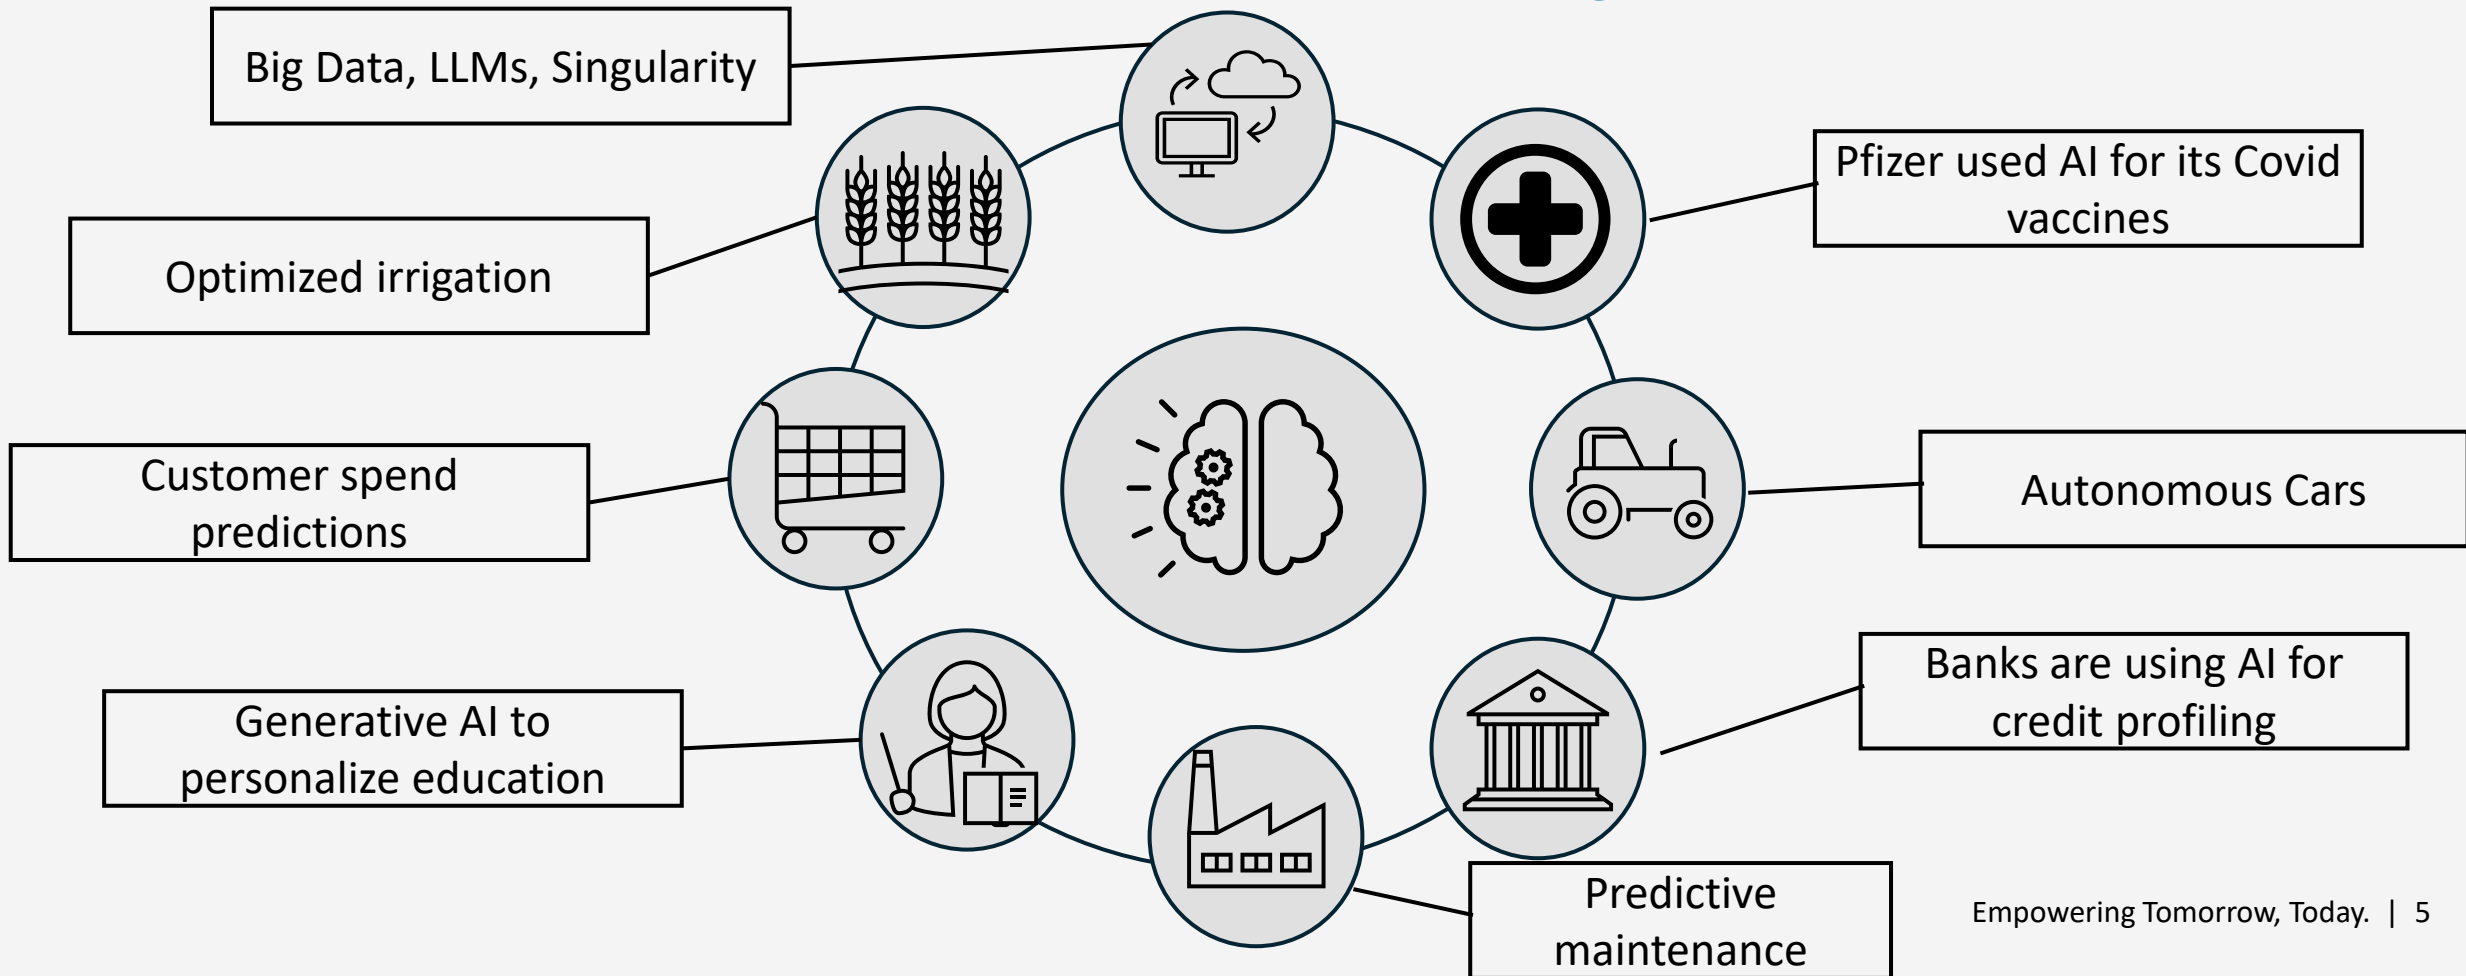 Big Data, LLMs, Singularity
Pfizer used AI for its Covid
vaccines
Optimized irrigation
Customer spend
predictions
Autonomous Cars
Generative AI to
personalize education
Banks are using AI for
credit profiling
Predictive
maintenance
Empowering Tomorrow, Today. | 5